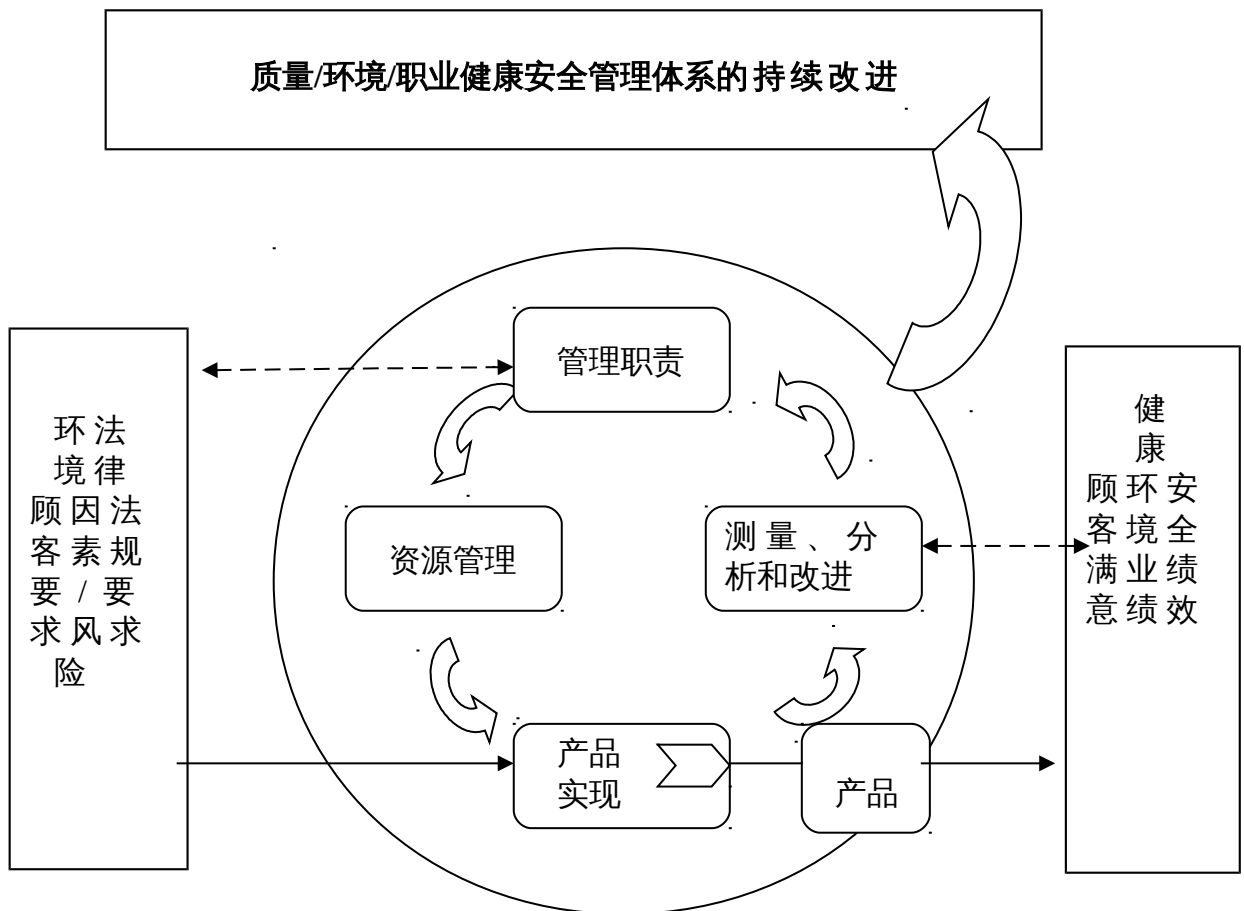 质量/环境/职业健康安全管理体系的持续改进
管理职责
环 法
境 律
顾 因 法
客 素 规
要 / 要
求 风 求
险
资源管理
测 量 、 分
析和改进
健
康
顾 环 安
客 境 全
满 业 绩
意 绩 效
产品
实现
产品